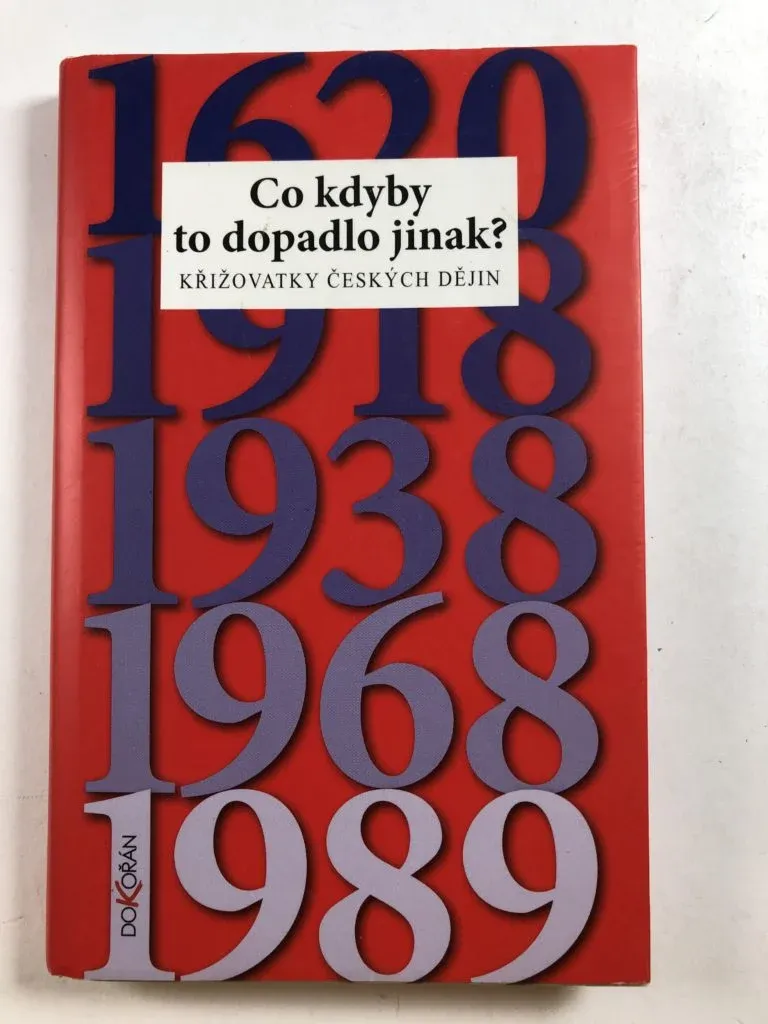 1620
Co kdyby
to dopadlo jinak?
KŘIŽOVATKY ČESKÝCH DĚJIN
1918
1938
1968
1989
DOKOŘÁN